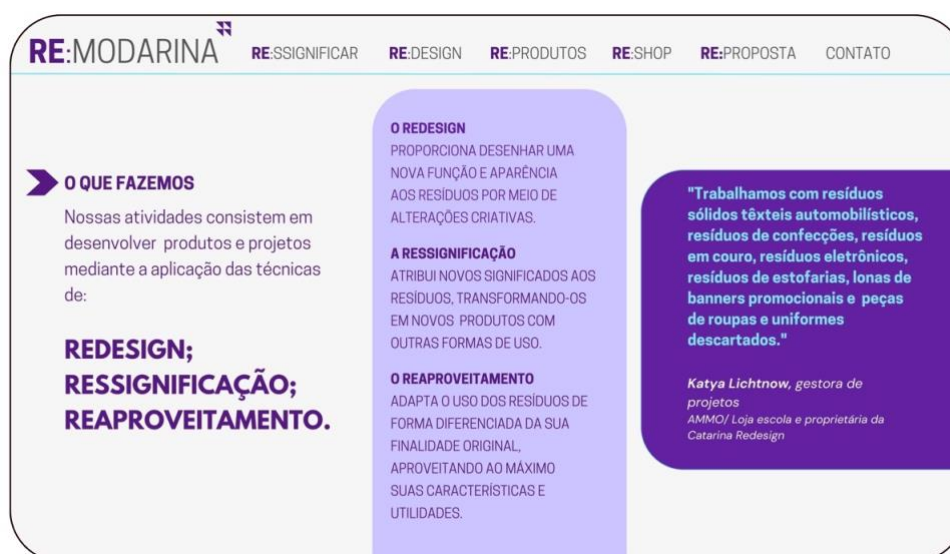 RE:MODARINA
RE:SSIGNIFICAR RE:DESIGN RE:PRODUTOS RE:SHOP RE:PROPOSTA CONTATO
O QUE FAZEMOS
Nossas atividades consistem em
desenvolver produtos e projetos
mediante a aplicação das técnicas
de:
REDESIGN;
RESSIGNIFICAÇÃO;
REAPROVEITAMENTO.
O REDESIGN
PROPORCIONA DESENHAR UMA
NOVA FUNÇÃO E APARÊNCIA
AOS RESÍDUOS POR MEIO DE
ALTERAÇÕES CRIATIVAS.
A RESSIGNIFICAÇÃO
ATRIBUI NOVOS SIGNIFICADOS AOS
RESÍDUOS, TRANSFORMANDO-OS
EM NOVOS PRODUTOS COM
OUTRAS FORMAS DE USO.
O REAPROVEITAMENTO
ADAPTA O USO DOS RESÍDUOS DE
FORMA DIFERENCIADA DA SUA
FINALIDADE ORIGINAL,
APROVEITANDO AO MÁXIMO
SUAS CARACTERÍSTICAS E
UTILIDADES.
"Trabalhamos com resíduos
sólidos têxteis automobilísticos,
resíduos de confecções, resíduos
em couro, resíduos eletrônicos,
resíduos de estofarias, lonas de
banners promocionais e peças
de roupas e uniformes
descartados."
Katya Lichtnow, gestora de
projetos
AMMO/ Loja escola e proprietária da
Catarina Redesign